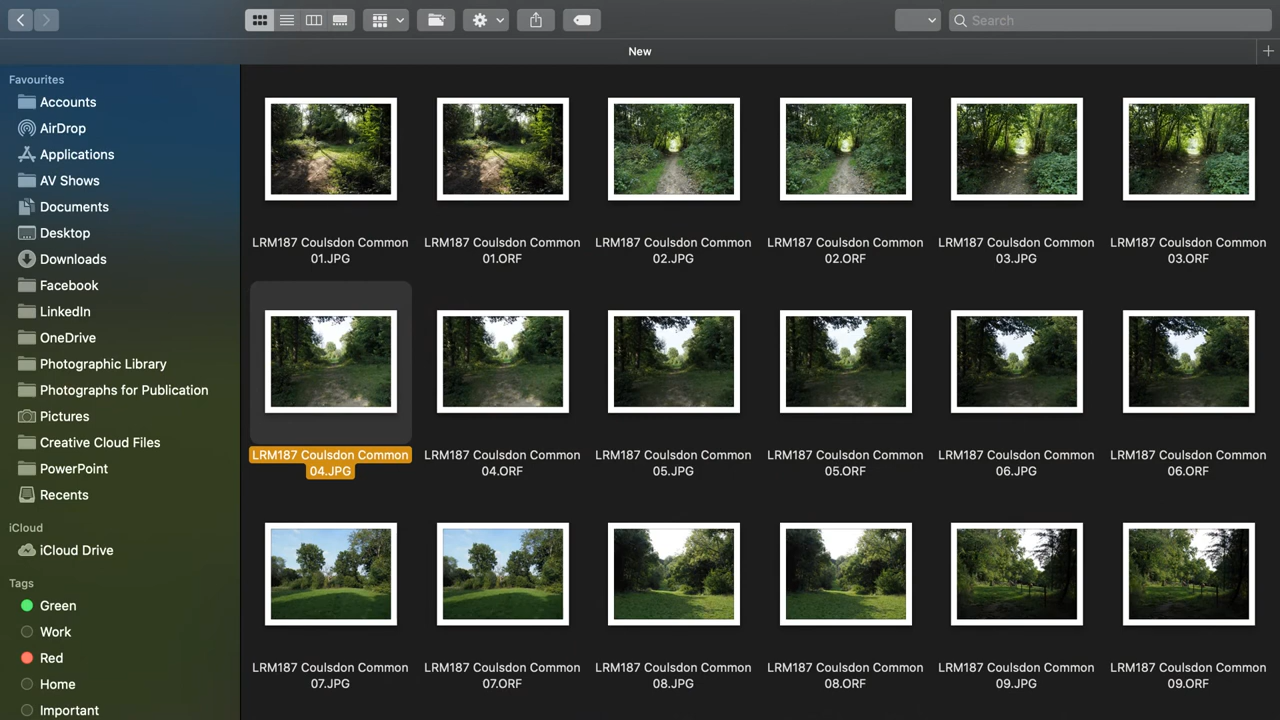 Search
New
Favourites
Accounts
AirDrop
Applications
AV Shows
Documents
Desktop
Downloads
Facebook
LinkedIn
OneDrive
Photographic Library
Photographs for Publication
Pictures
Creative Cloud Files
PowerPoint
Recents
iCloud
iCloud Drive
Tags
Green
Work
Red
Home
Important
LRM187 Coulsdon Common
01.JPG
LRM187 Coulsdon Common
01.ORF
LRM187 Coulsdon Common
02.JPG
LRM187 Coulsdon Common
02.ORF
LRM187 Coulsdon Common
03.JPG
LRM187 Coulsdon Common
03.ORF
LRM187 Coulsdon Common
04.JPG
LRM187 Coulsdon Common
04.ORF
LRM187 Coulsdon Common
05.JPG
LRM187 Coulsdon Common
05.ORF
LRM187 Coulsdon Common
06.JPG
LRM187 Coulsdon Common
06.ORF
LRM187 Coulsdon Common
07.JPG
LRM187 Coulsdon Common
07.ORF
LRM187 Coulsdon Common
08.JPG
LRM187 Coulsdon Common
08.ORF
LRM187 Coulsdon Common
09.JPG
LRM187 Coulsdon Common
09.ORF